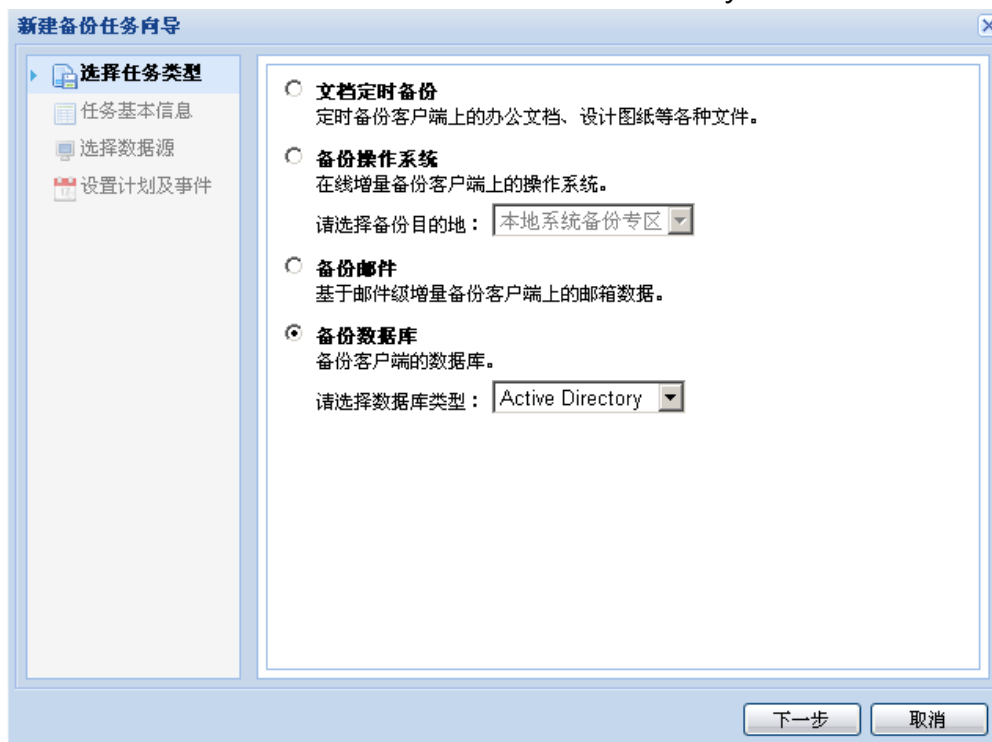 新建备份任务向导
选择任务类型
任务基本信息
选择数据源
设置计划及事件
文档定时备份
定时备份客户端上的办公文档、设计图纸等各种文件。
备份操作系统
在线增量备份客户端上的操作系统。
请选择备份目的地： 本地系统备份专区
备份邮件
基于邮件级增量备份客户端上的邮箱数据。
备份数据库
备份客户端的数据库。
请选择数据库类型： Active Directory
下一步 取消